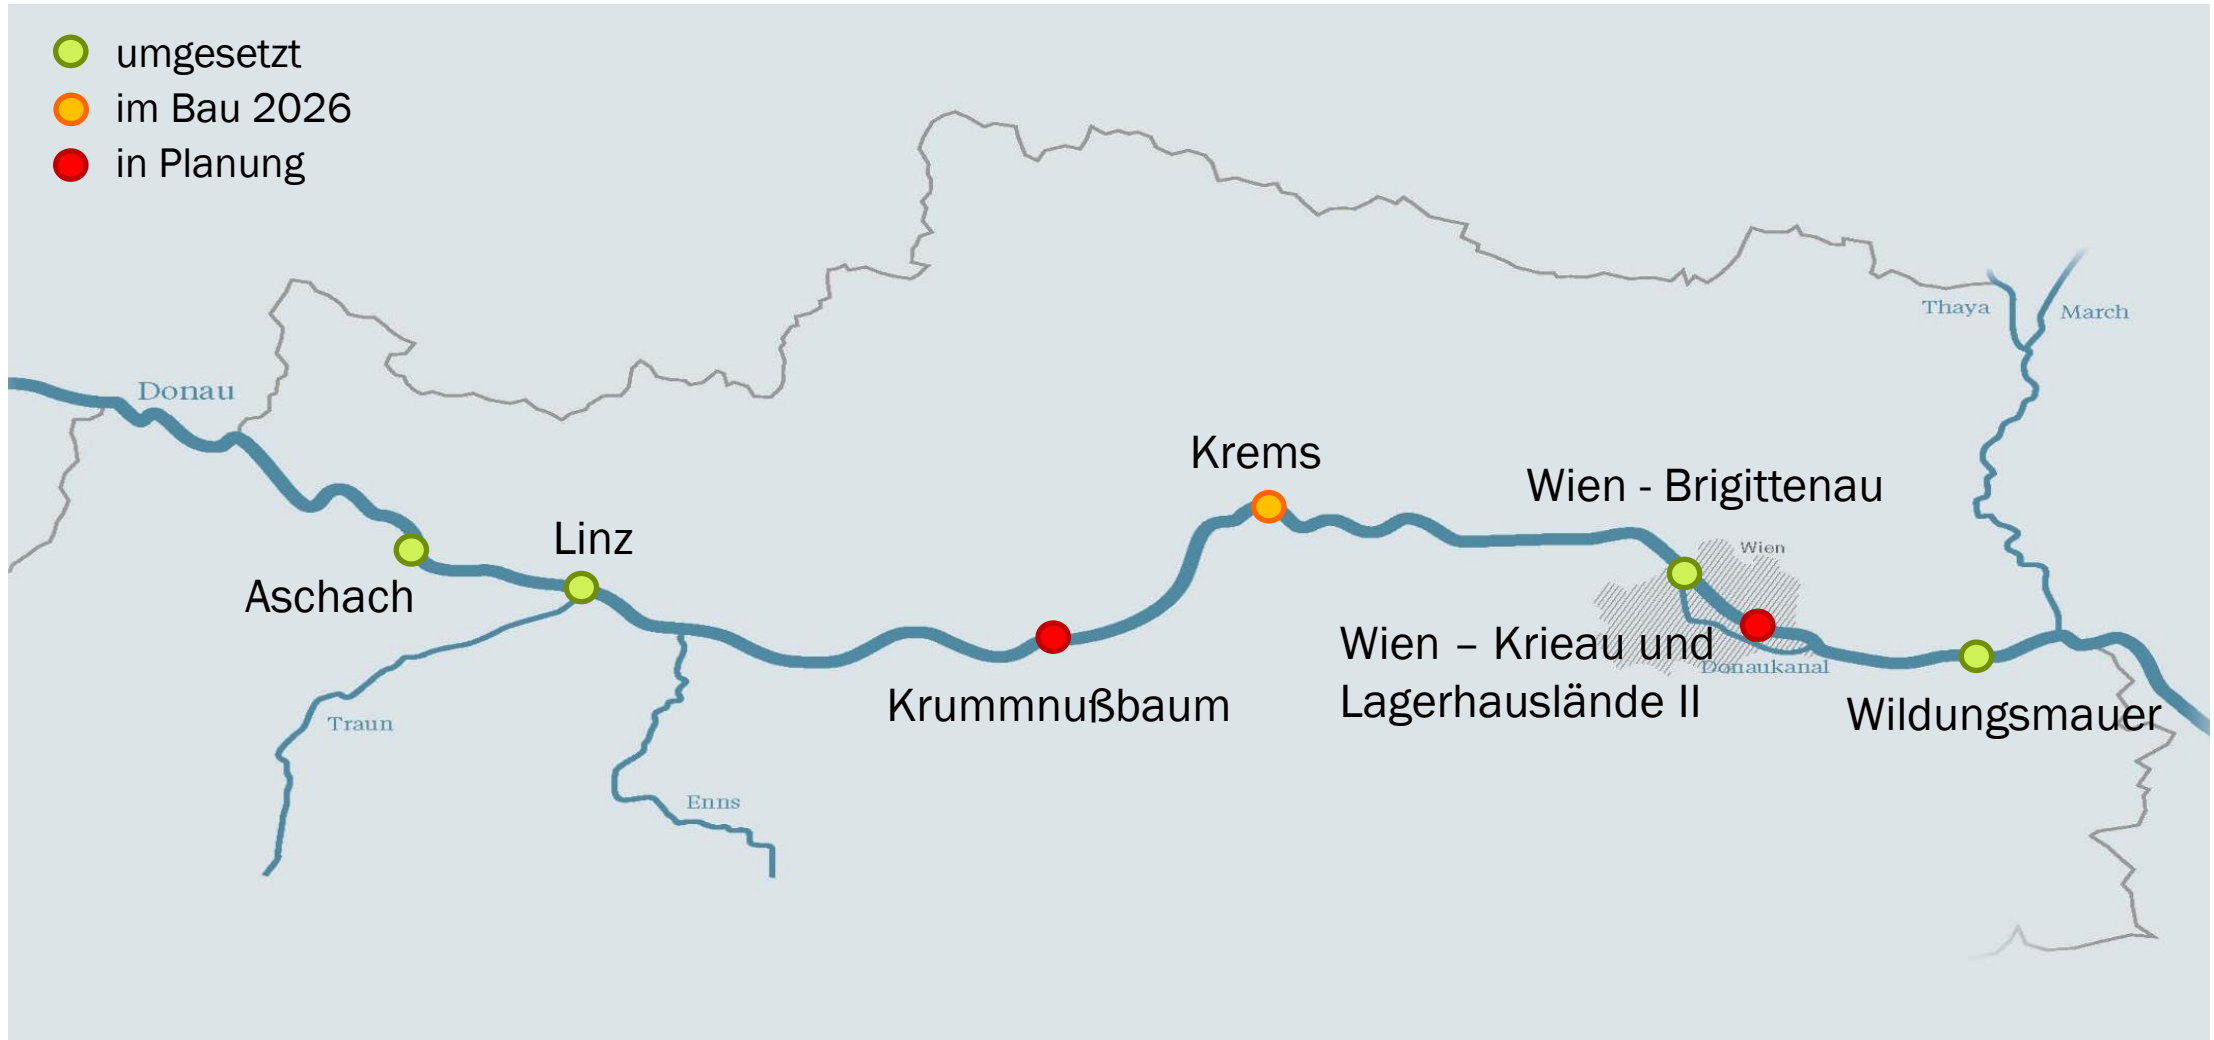 umgesetzt
im Bau 2026
in Planung
Thaya
March
Donau
Krems
Wien - Brigittenau
Linz
Wien
Aschach
Wien – Krieau und
Lagerhauslände II
Donaukanal
Krummnußbaum
Wildungsmauer
Traun
Enns